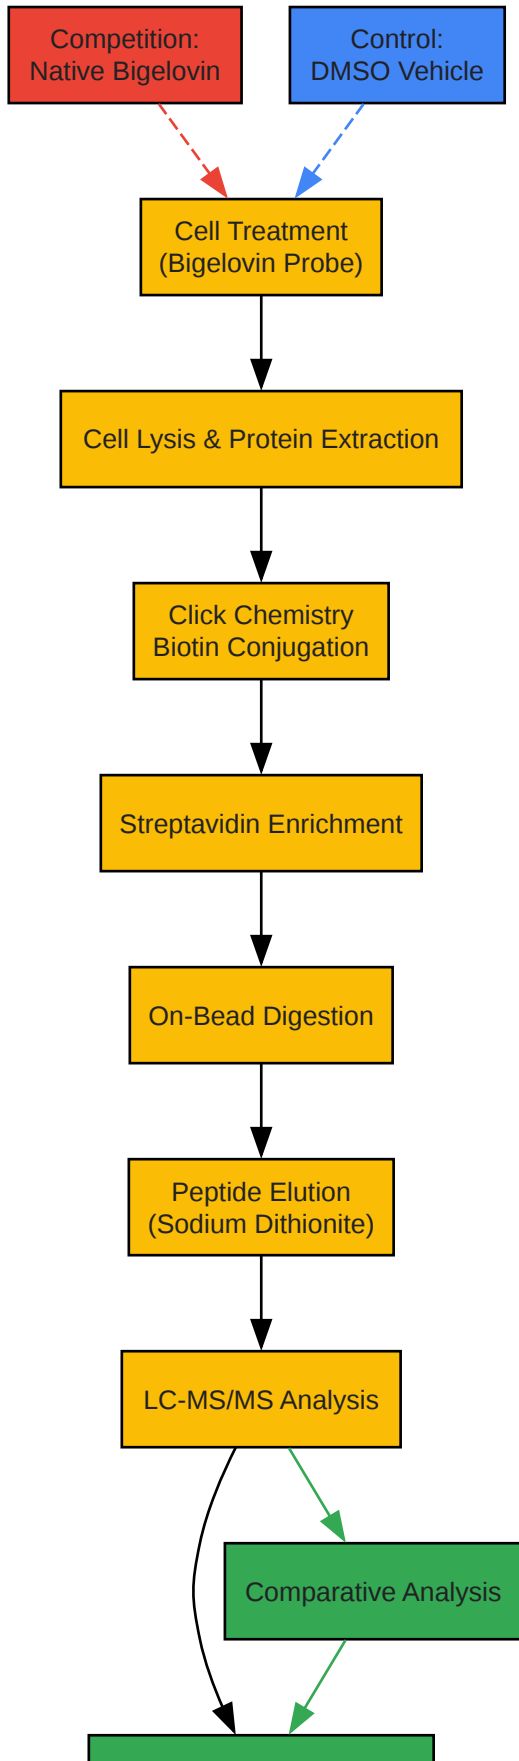 Competition:
Native Bigelovin
Control:
DMSO Vehicle
Cell Treatment
(Bigelovin Probe)
Cell Lysis & Protein Extraction
Click Chemistry
Biotin Conjugation
Streptavidin Enrichment
On-Bead Digestion
Peptide Elution
(Sodium Dithionite)
LC-MS/MS Analysis
Comparative Analysis